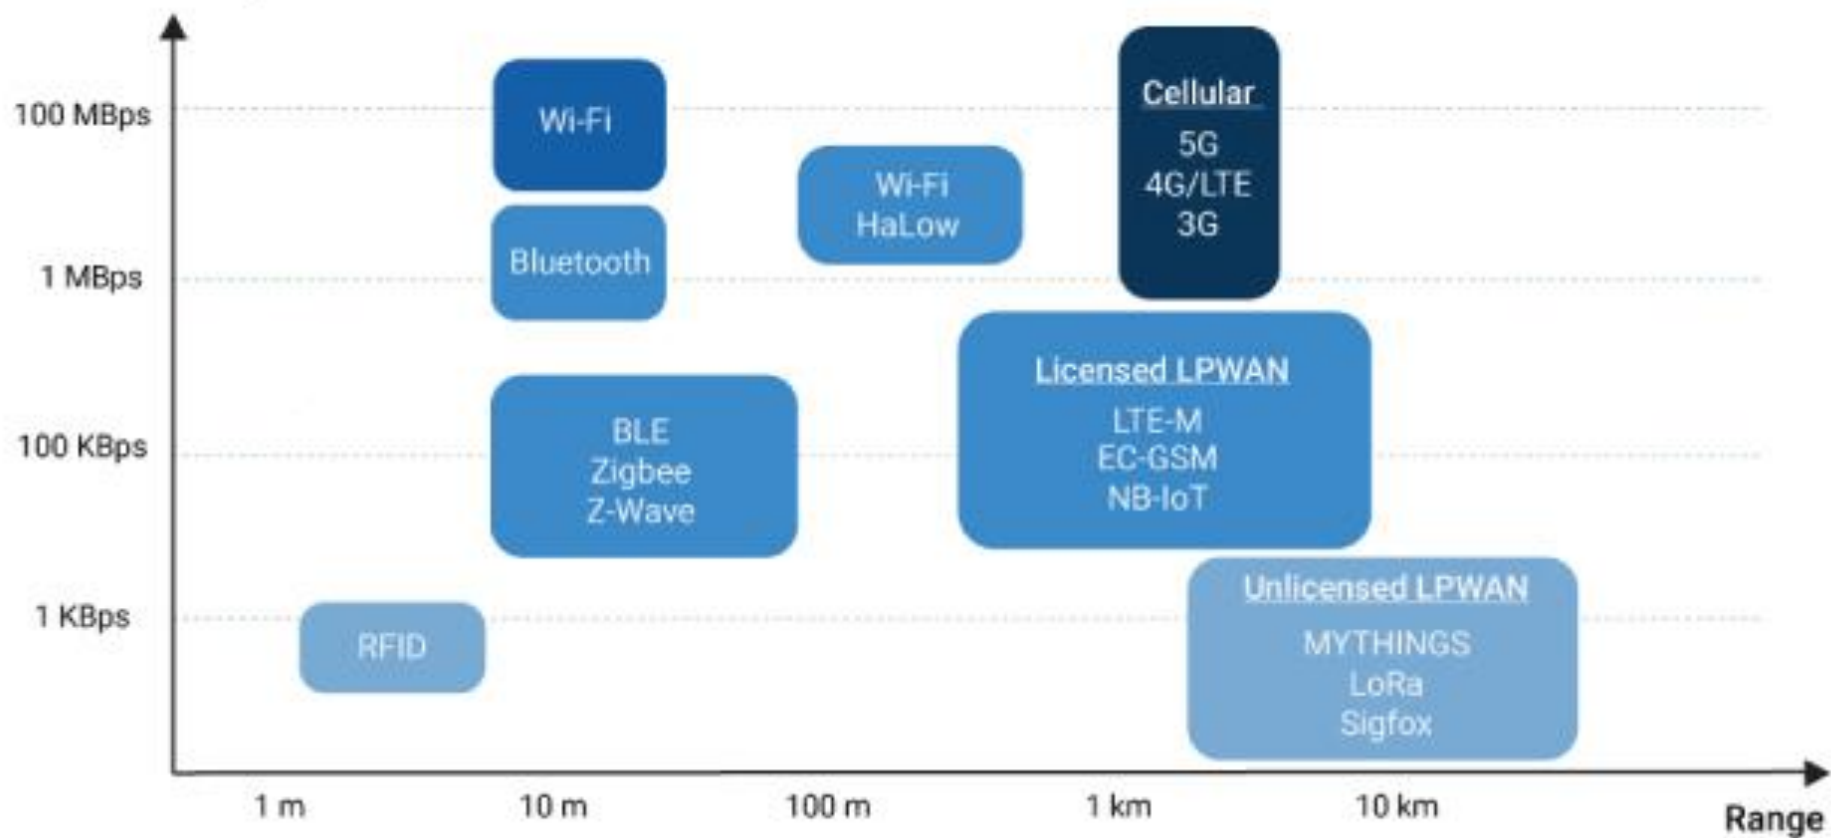 100 MBps
1 MBps
100 KBps
1 KBps
Wi-Fi
Bluetooth
Wi-Fi
HaLow
Cellular
5G
4G/LTE
3G
BLE
Zigbee
Z-Wave
Licensed LPWAN
LTE-M
EC-GSM
NB-IoT
RFID
Unlicensed LPWAN
MYTHINGS
LoRa
Sigfox
1 m
10 m
100 m
1 km
10 km
Range